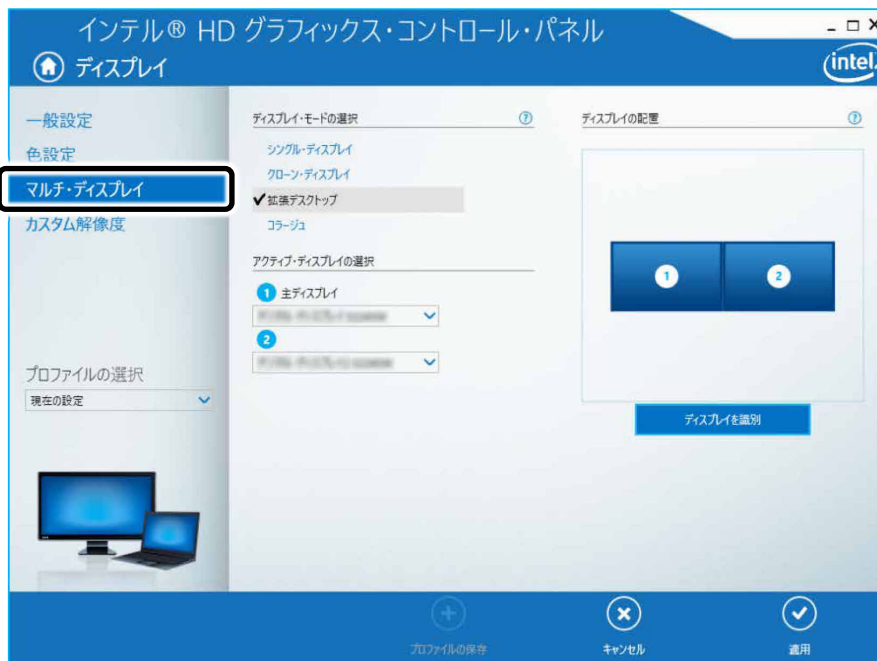 インテル® HD グラフィックス・コントロール・パネル
ディスプレイ
intel
一般設定
色設定
マルチ・ディスプレイ
カスタム解像度
プロファイルの選択
現在の設定
ディスプレイ・モードの選択
?
シングル・ディスプレイ
クローン・ディスプレイ
拡張デスクトップ
コラージュ
アクティブ・ディスプレイの選択
1 主ディスプレイ
2
ディスプレイの配置
?
1 2
ディスプレイを識別
プロファイルの保存
キャンセル
適用